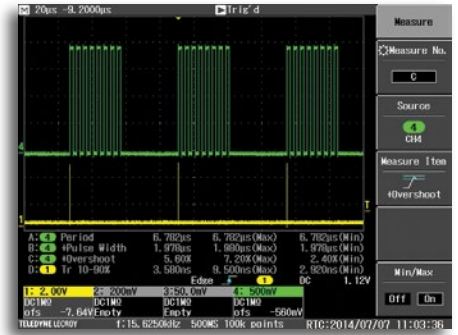 M 20µs -9.2000µs Trig'd
Measure
Measure No.
C
Source
4
CH4
Measure Item
+Overshoot
Min/Max
Off On
4
T
1
A: 4 Period 6.782µs 6.782µs(Max) 6.782µs(Min)
B: 4 +Pulse Width 1.978µs 1.980µs(Max) 1.978µs(Min)
C: 4 +Overshoot 5.60% 7.20%(Max) 2.40%(Min)
D: 1 Tr 10-90% 3.580ns 9.500ns(Max) 2.920ns(Min)
Edge 1 DC 1.12V
1: 2.00V 2: 200mV 3:50.0mV 4: 500mV
DC1MΩ DC1MΩ DC1MΩ DC1MΩ
ofs -7.64V Empty Empty ofs -560mV
TELEDYNE LECROY f:15.6250kHz 500MS 100k points RTC:2014/07/07 11:03:36